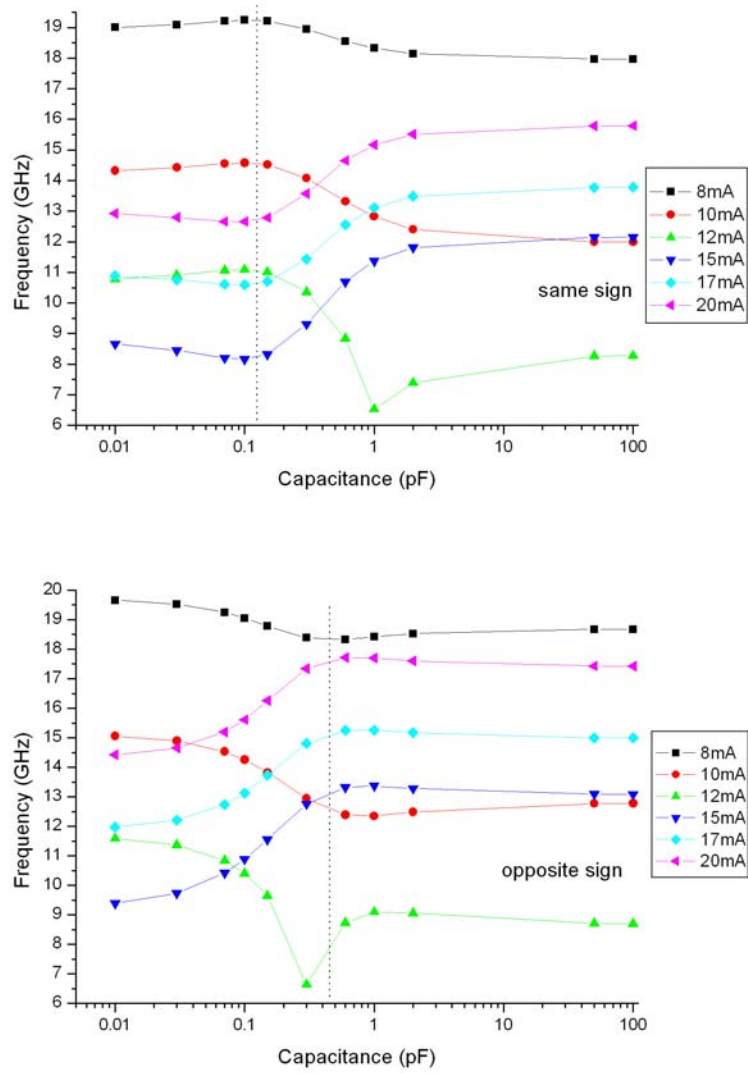 19
18
17
16
15
14
13
12
11
10
9
8
7
6
Frequency (GHz)
0.01
0.1
1
10
100
Capacitance (pF)
same sign
8mA
10mA
12mA
15mA
17mA
20mA
20
19
18
17
16
15
14
13
12
11
10
9
8
7
6
Frequency (GHz)
0.01
0.1
1
10
100
Capacitance (pF)
opposite sign
8mA
10mA
12mA
15mA
17mA
20mA